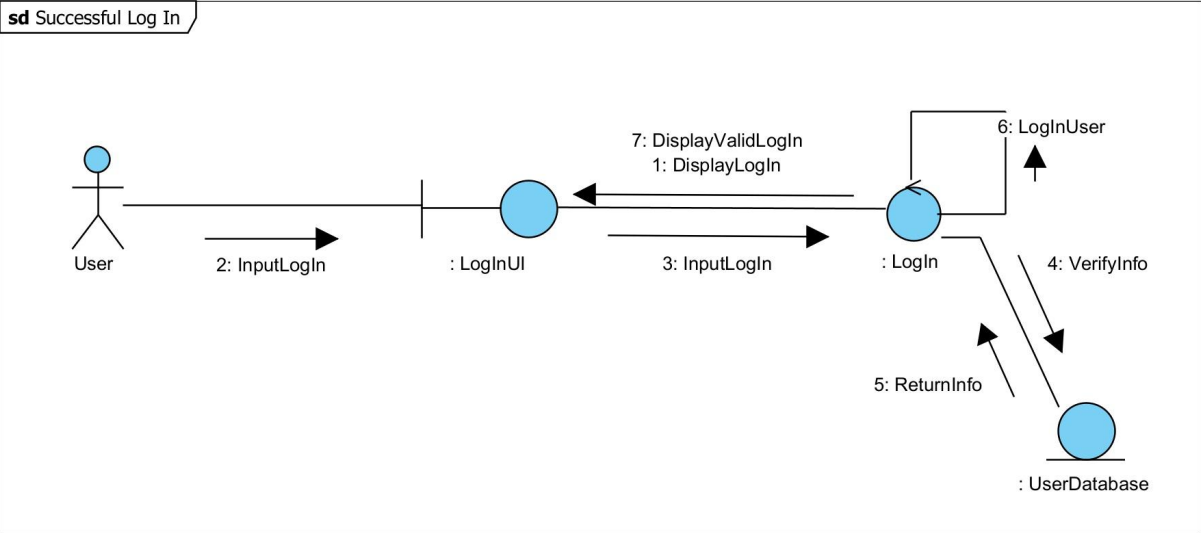 sd Successful Log In
6: LogInUser
7: DisplayValidLogIn
1: DisplayLogIn
User
2: InputLogIn
: LogInUI
3: InputLogIn
: LogIn
4: VerifyInfo
5: ReturnInfo
: UserDatabase